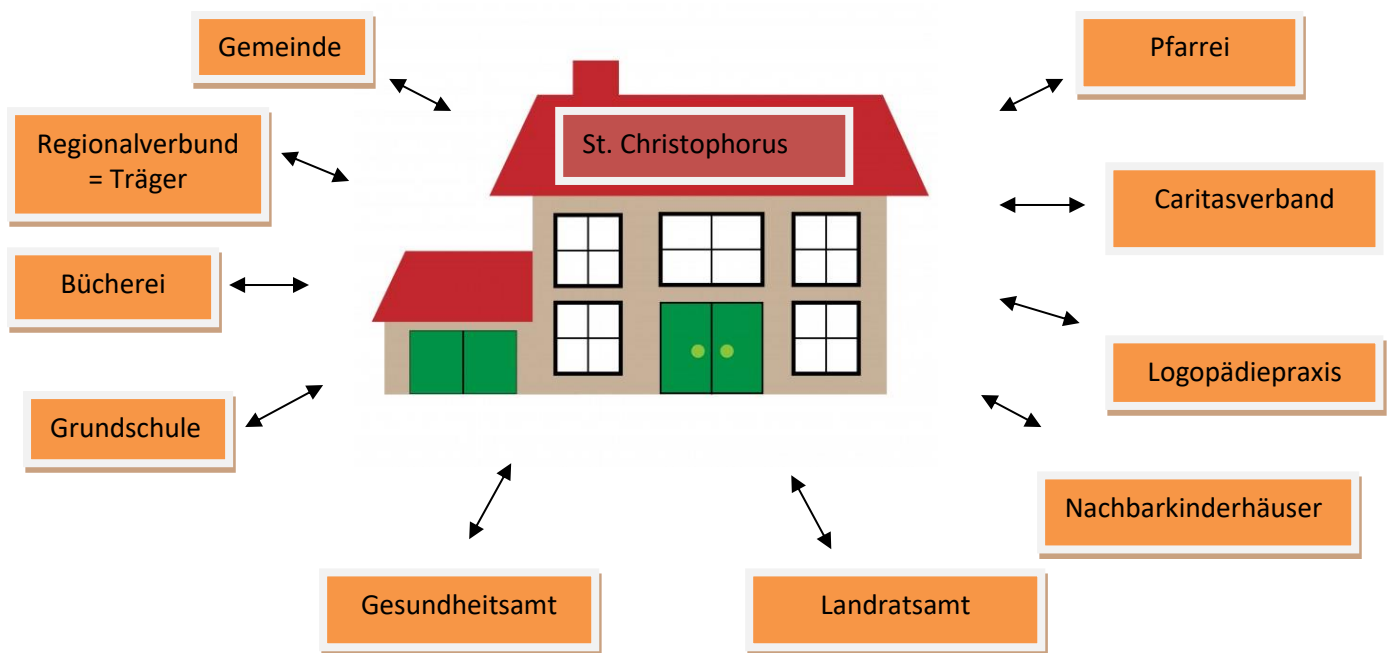 Gemeinde
Pfarrei
St. Christophorus
Regionalverbund
= Träger
Caritasverband
Bücherei
Logopädiepraxis
Grundschule
Nachbarkinderhäuser
Gesundheitsamt
Landratsamt